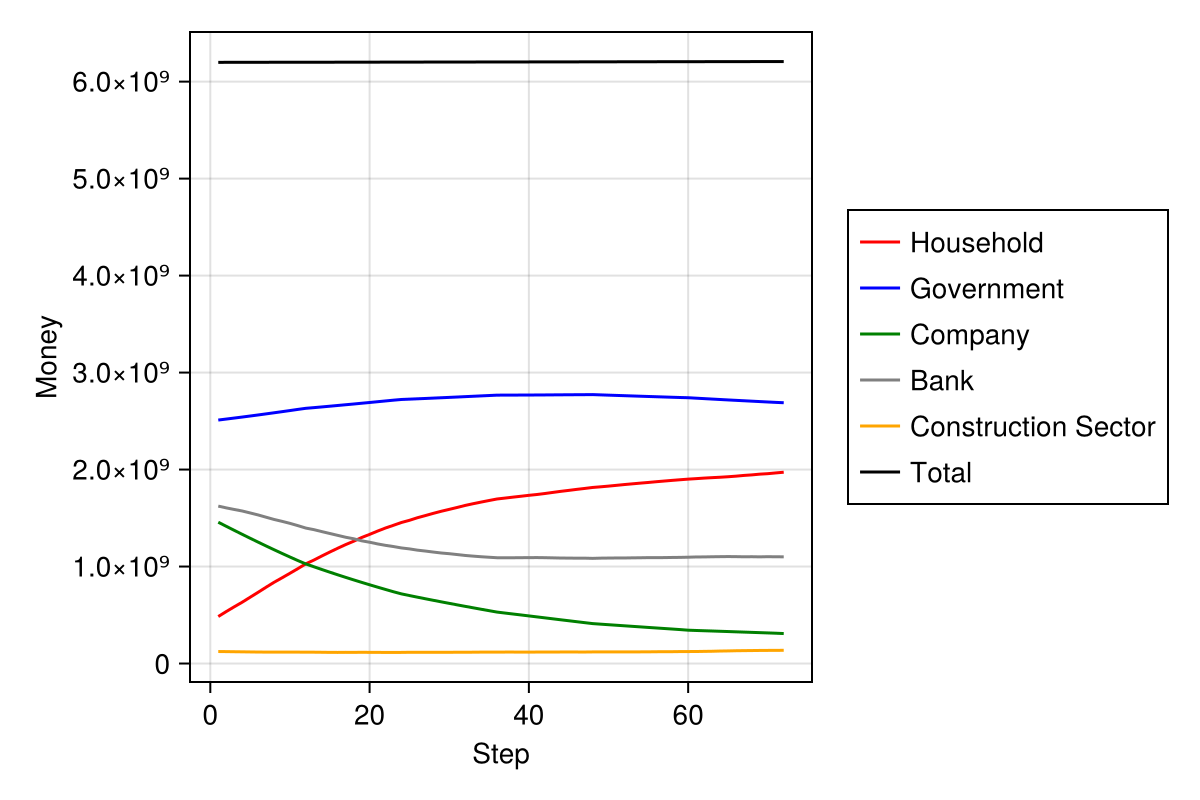 6.0×10⁹
5.0×10⁹
4.0×10⁹
3.0×10⁹
2.0×10⁹
1.0×10⁹
0
Money
0 20 40 60
Step
Household
Government
Company
Bank
Construction Sector
Total